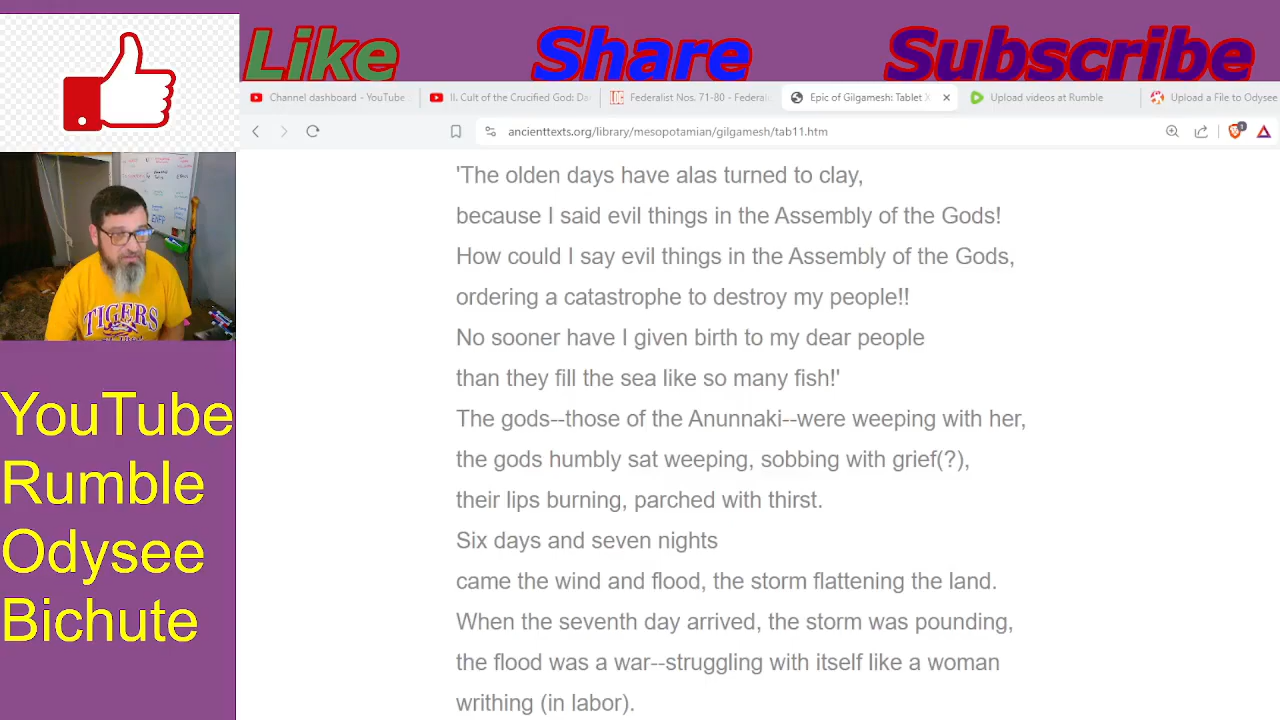 Like Share Subscribe
Channel dashboard - YouTube
II. Cult of the Crucified God: Da
Federalist Nos. 71-80 - Federal
Epic of Gilgamesh: Tablet X
Upload videos at Rumble
Upload a File to Odysee
ancienttexts.org/library/mesopotamian/gilgamesh/tab11.htm
1
'The olden days have alas turned to clay,
because I said evil things in the Assembly of the Gods!
How could I say evil things in the Assembly of the Gods,
ordering a catastrophe to destroy my people!!
No sooner have I given birth to my dear people
than they fill the sea like so many fish!'
The gods--those of the Anunnaki--were weeping with her,
the gods humbly sat weeping, sobbing with grief(?),
their lips burning, parched with thirst.
Six days and seven nights
came the wind and flood, the storm flattening the land.
When the seventh day arrived, the storm was pounding,
the flood was a war--struggling with itself like a woman
writhing (in labor).
TIGERS
YouTube
Rumble
Odysee
Bichute